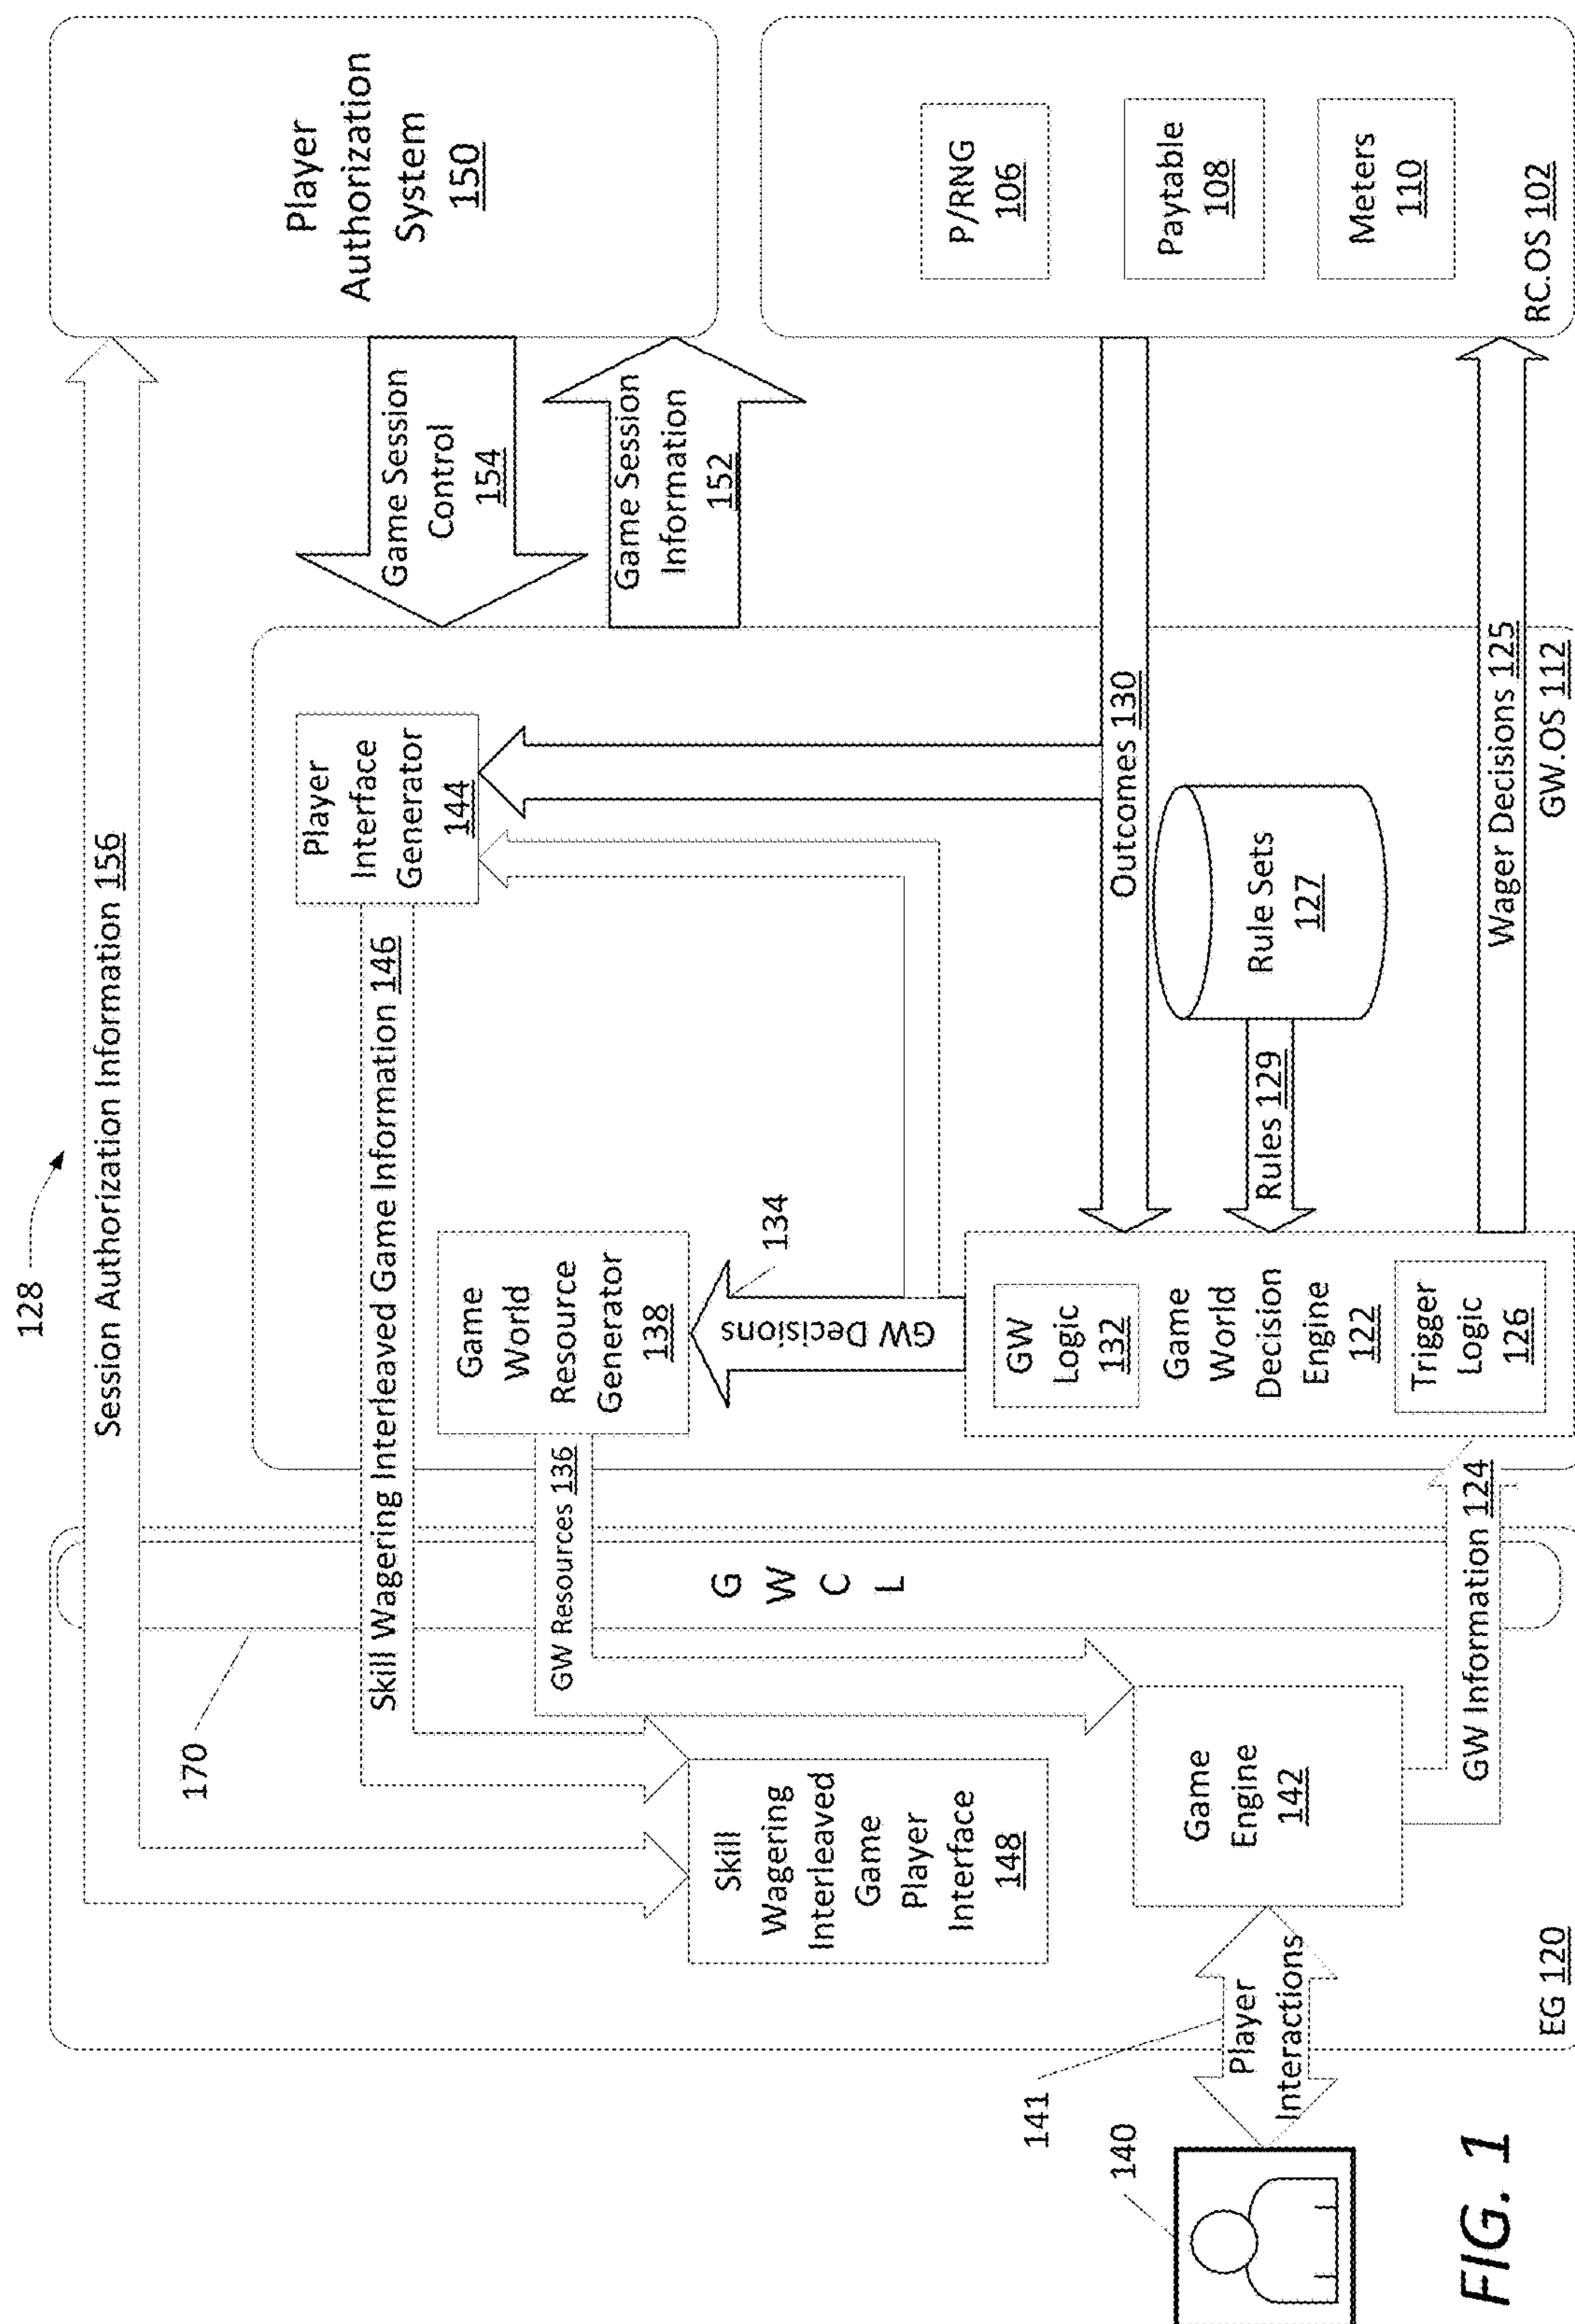 128
Session Authorization Information 156
170
Skill Wagering Interleaved Game Information 146
GW Resources 136
G
W
C
L
Skill
Wagering
Interleaved
Game
Player
Interface
148
Game
Engine
142
GW Information 124
EG 120
Player
Interactions
141
140
Game
World
Resource
Generator
138
134
GW Decisions
GW
Logic
132
Game
World
Decision
Engine
122
Trigger
Logic
126
Player
Interface
Generator
144
Outcomes 130
Rules 129
Rule Sets
127
Wager Decisions 125
GW.OS 112
Game Session
Control
154
Game Session
Information
152
Player
Authorization
System
150
P/RNG
106
Paytable
108
Meters
110
RC.OS 102
FIG. 1